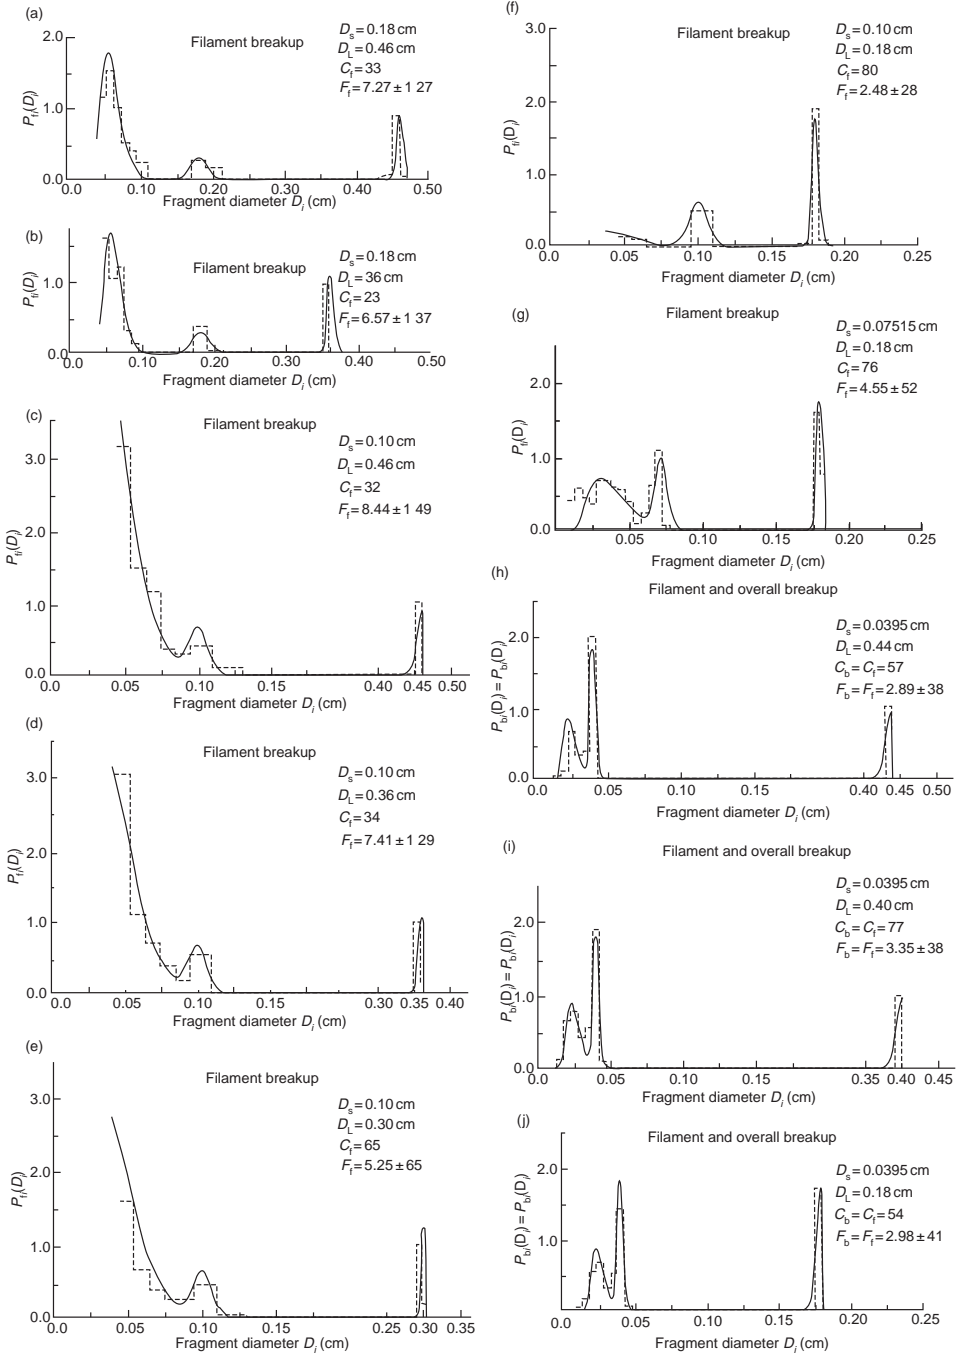 (a)
Filament breakup
Dₛ = 0.18 cm
D_L = 0.46 cm
C_f = 33
F_f = 7.27 ± 1 27
P_fi(D_i)
2.0
1.0
0.0
0.0 0.10 0.20 0.30 0.40 0.50
Fragment diameter D_i (cm)
(b)
Filament breakup
Dₛ = 0.18 cm
D_L = 36 cm
C_f = 23
F_f = 6.57 ± 1 37
P_fi(D_i)
1.0
0.0
0.0 0.10 0.20 0.30 0.40 0.50
Fragment diameter D_i (cm)
(c)
Filament breakup
Dₛ = 0.10 cm
D_L = 0.46 cm
C_f = 32
F_f = 8.44 ± 1 49
P_fi(D_i)
3.0
2.0
1.0
0.0
0.0 0.05 0.10 0.40 0.45 0.50
Fragment diameter D_i (cm)
(d)
Filament breakup
Dₛ = 0.10 cm
D_L = 0.36 cm
C_f = 34
F_f = 7.41 ± 1 29
P_fi(D_i)
3.0
2.0
1.0
0.0
0.0 0.05 0.10 0.30 0.35 0.40
Fragment diameter D_i (cm)
(e)
Filament breakup
Dₛ = 0.10 cm
D_L = 0.30 cm
C_f = 65
F_f = 5.25 ± 65
P_fi(D_i)
3.0
2.0
1.0
0.0
0.0 0.05 0.10 0.25 0.30 0.35
Fragment diameter D_i (cm)
(f)
Filament breakup
Dₛ = 0.10 cm
D_L = 0.18 cm
C_f = 80
F_f = 2.48 ± 28
P_fi(D_i)
3.0
2.0
1.0
0.0
0.0 0.05 0.10 0.15 0.20 0.25
Fragment diameter D_i (cm)
(g)
Filament breakup
Dₛ = 0.07515 cm
D_L = 0.18 cm
C_f = 76
F_f = 4.55 ± 52
P_fi(D_i)
2.0
1.0
0.0
0.05 0.10 0.15 0.20 0.25
Fragment diameter D_i (cm)
(h)
Filament and overall breakup
Dₛ = 0.0395 cm
D_L = 0.44 cm
C_b = C_f = 57
F_b = F_f = 2.89 ± 38
P_bi(D_i) = P_bi(D_i)
2.0
1.0
0.0
0.0 0.05 0.10 0.15 0.40 0.45 0.50
Fragment diameter D_i (cm)
(i)
Filament and overall breakup
Dₛ = 0.0395 cm
D_L = 0.40 cm
C_b = C_f = 77
F_b = F_f = 3.35 ± 38
P_bi(D_i) = P_bi(D_i)
2.0
1.0
0.0
0.0 0.05 0.10 0.15 0.35 0.40 0.45
Fragment diameter D_i (cm)
(j)
Filament and overall breakup
Dₛ = 0.0395 cm
D_L = 0.18 cm
C_b = C_f = 54
F_b = F_f = 2.98 ± 41
P_bi(D_i) = P_bi(D_i)
2.0
1.0
0.0
0.05 0.10 0.15 0.20 0.25
Fragment diameter D_i (cm)